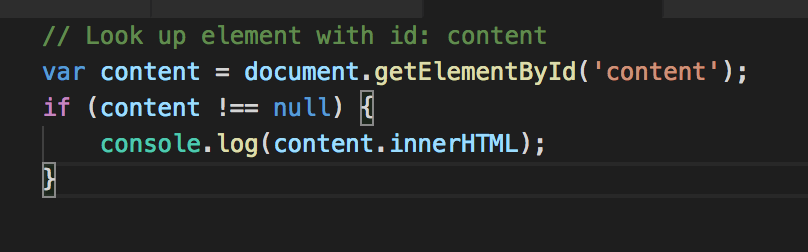 // Look up element with id: content
var content = document.getElementById('content');
if (content !== null) {
    console.log(content.innerHTML);
}